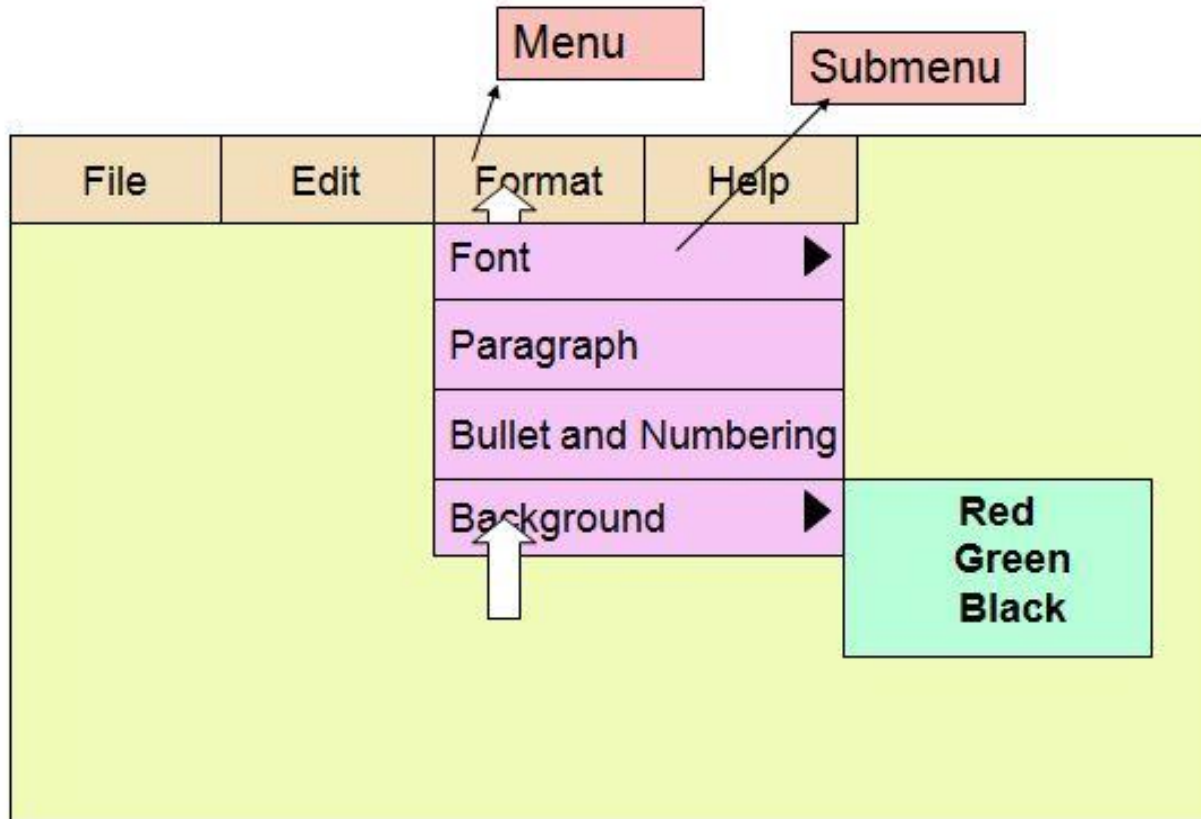 Menu
Submenu
File Edit Format Help
Font
Paragraph
Bullet and Numbering
Background
Red
Green
Black